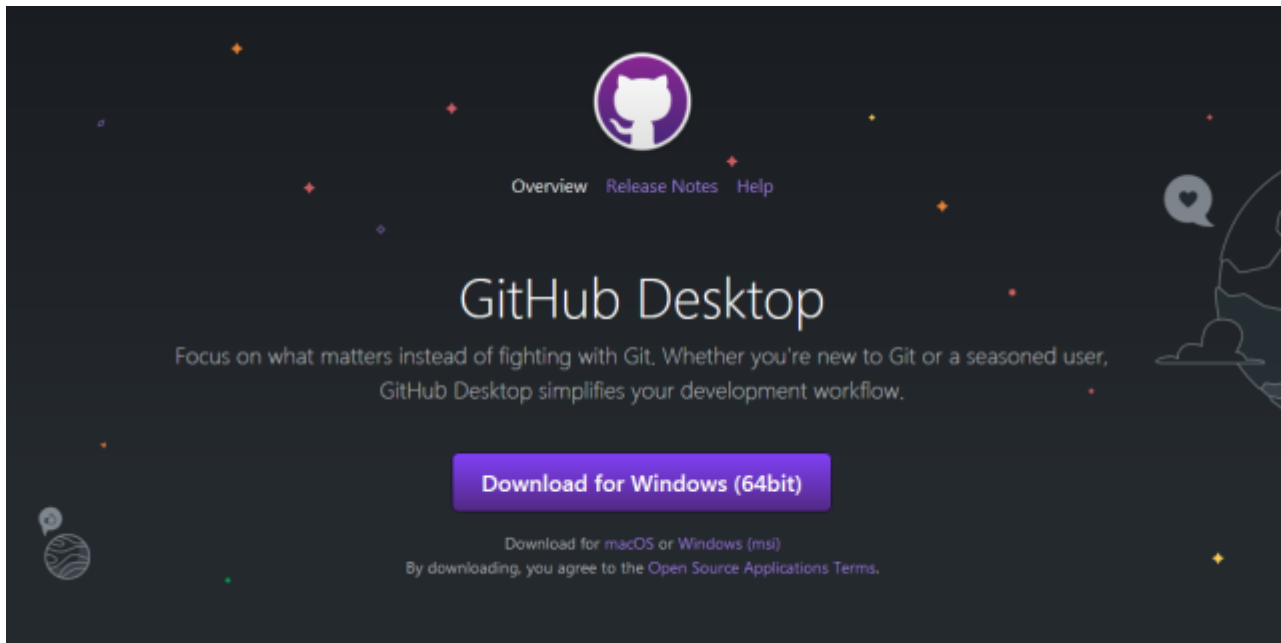 Overview Release Notes Help
GitHub Desktop
Focus on what matters instead of fighting with Git. Whether you're new to Git or a seasoned user,
GitHub Desktop simplifies your development workflow.
Download for Windows (64bit)
Download for macOS or Windows (msi)
By downloading, you agree to the Open Source Applications Terms.